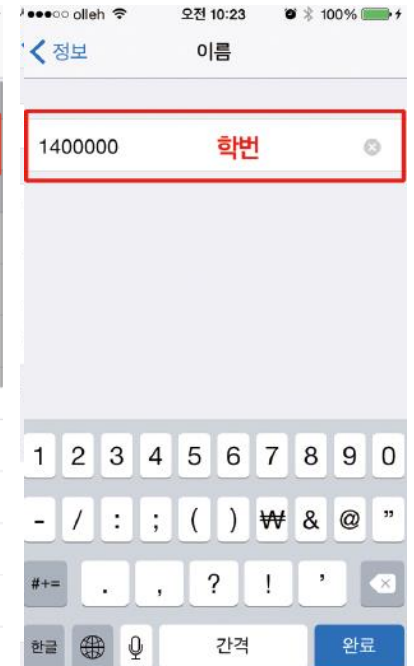 olleh 오전 10:23 100%
정보 이름
1400000 학번
1 2 3 4 5 6 7 8 9 0
- / : ; ( ) ₩ & @ "
#+= . , ? ! '
한글 간격 완료